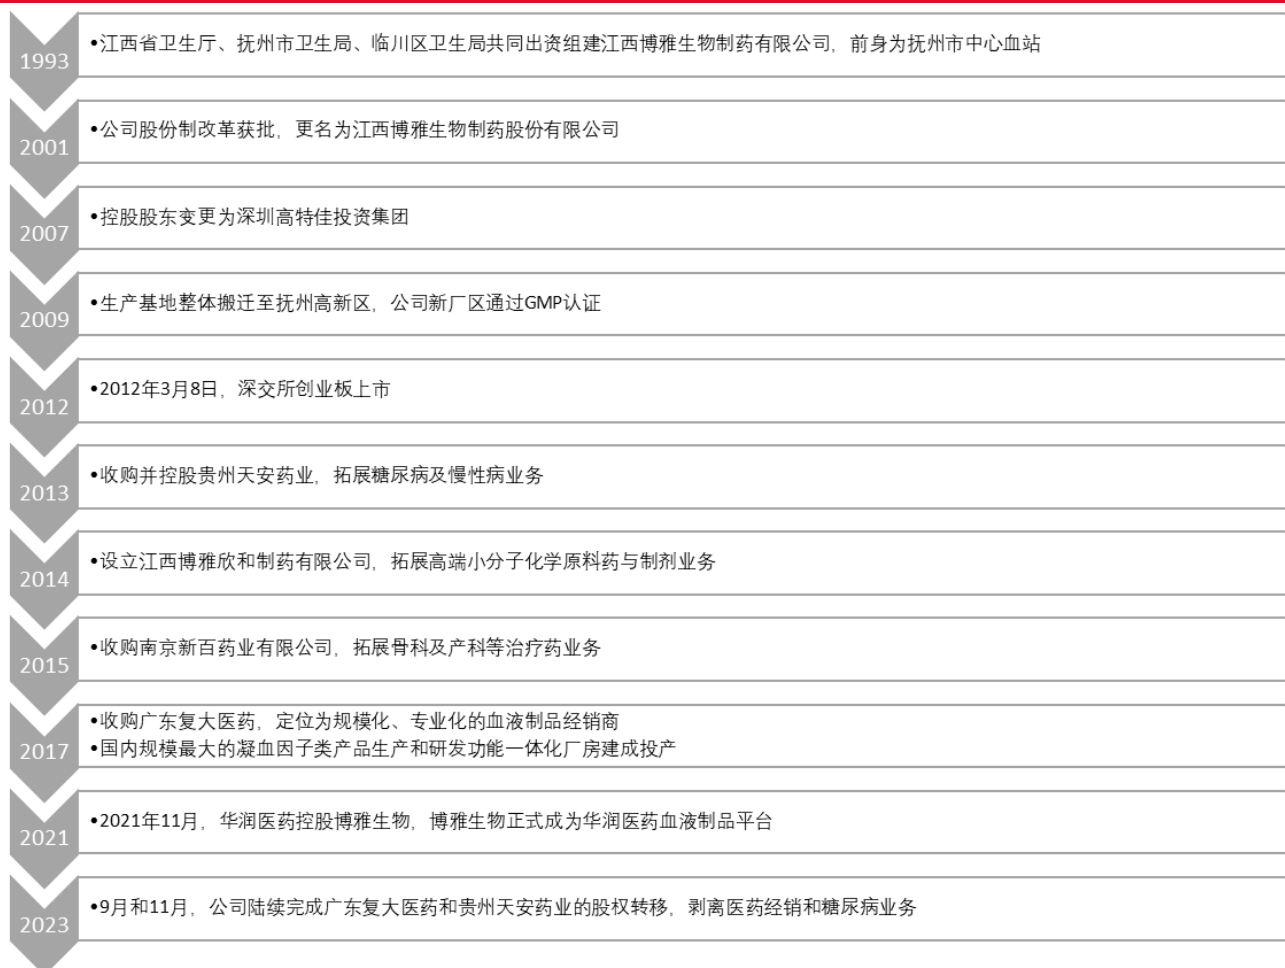 1993
•江西省卫生厅、抚州市卫生局、临川区卫生局共同出资组建江西博雅生物制药有限公司，前身为抚州市中心血站
2001
•公司股份制改革获批，更名为江西博雅生物制药股份有限公司
2007
•控股股东变更为深圳高特佳投资集团
2009
•生产基地整体搬迁至抚州高新区，公司新厂区通过GMP认证
2012
•2012年3月8日，深交所创业板上市
2013
•收购并控股贵州天安药业，拓展糖尿病及慢性病业务
2014
•设立江西博雅欣和制药有限公司，拓展高端小分子化学原料药与制剂业务
2015
•收购南京新百药业有限公司，拓展骨科及产科等治疗药业务
2017
•收购广东复大医药，定位为规模化、专业化的血液制品经销商
•国内规模最大的凝血因子类产品生产和研发功能一体化厂房建成投产
2021
•2021年11月，华润医药控股博雅生物，博雅生物正式成为华润医药血液制品平台
2023
•9月和11月，公司陆续完成广东复大医药和贵州天安药业的股权转移，剥离医药经销和糖尿病业务